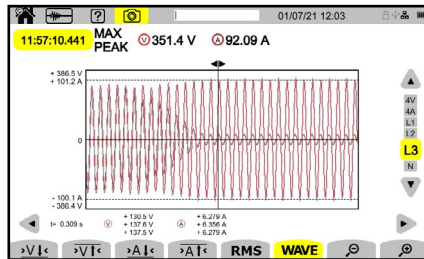 ? 01/07/21 12:03
11:57:10.441 MAX PEAK V 351.4 V A 92.09 A
+ 386.5 V
+ 101.2 A
0
- 100.1 A
- 386.4 V
4V
4A
L1
L2
L3
N
t= 0.309 s V + 130.5 V A + 6.279 A
+ 137.6 V + 6.356 A
+ 137.5 V + 6.279 A
>V↓< >V↑< >A↓< >A↑< RMS WAVE